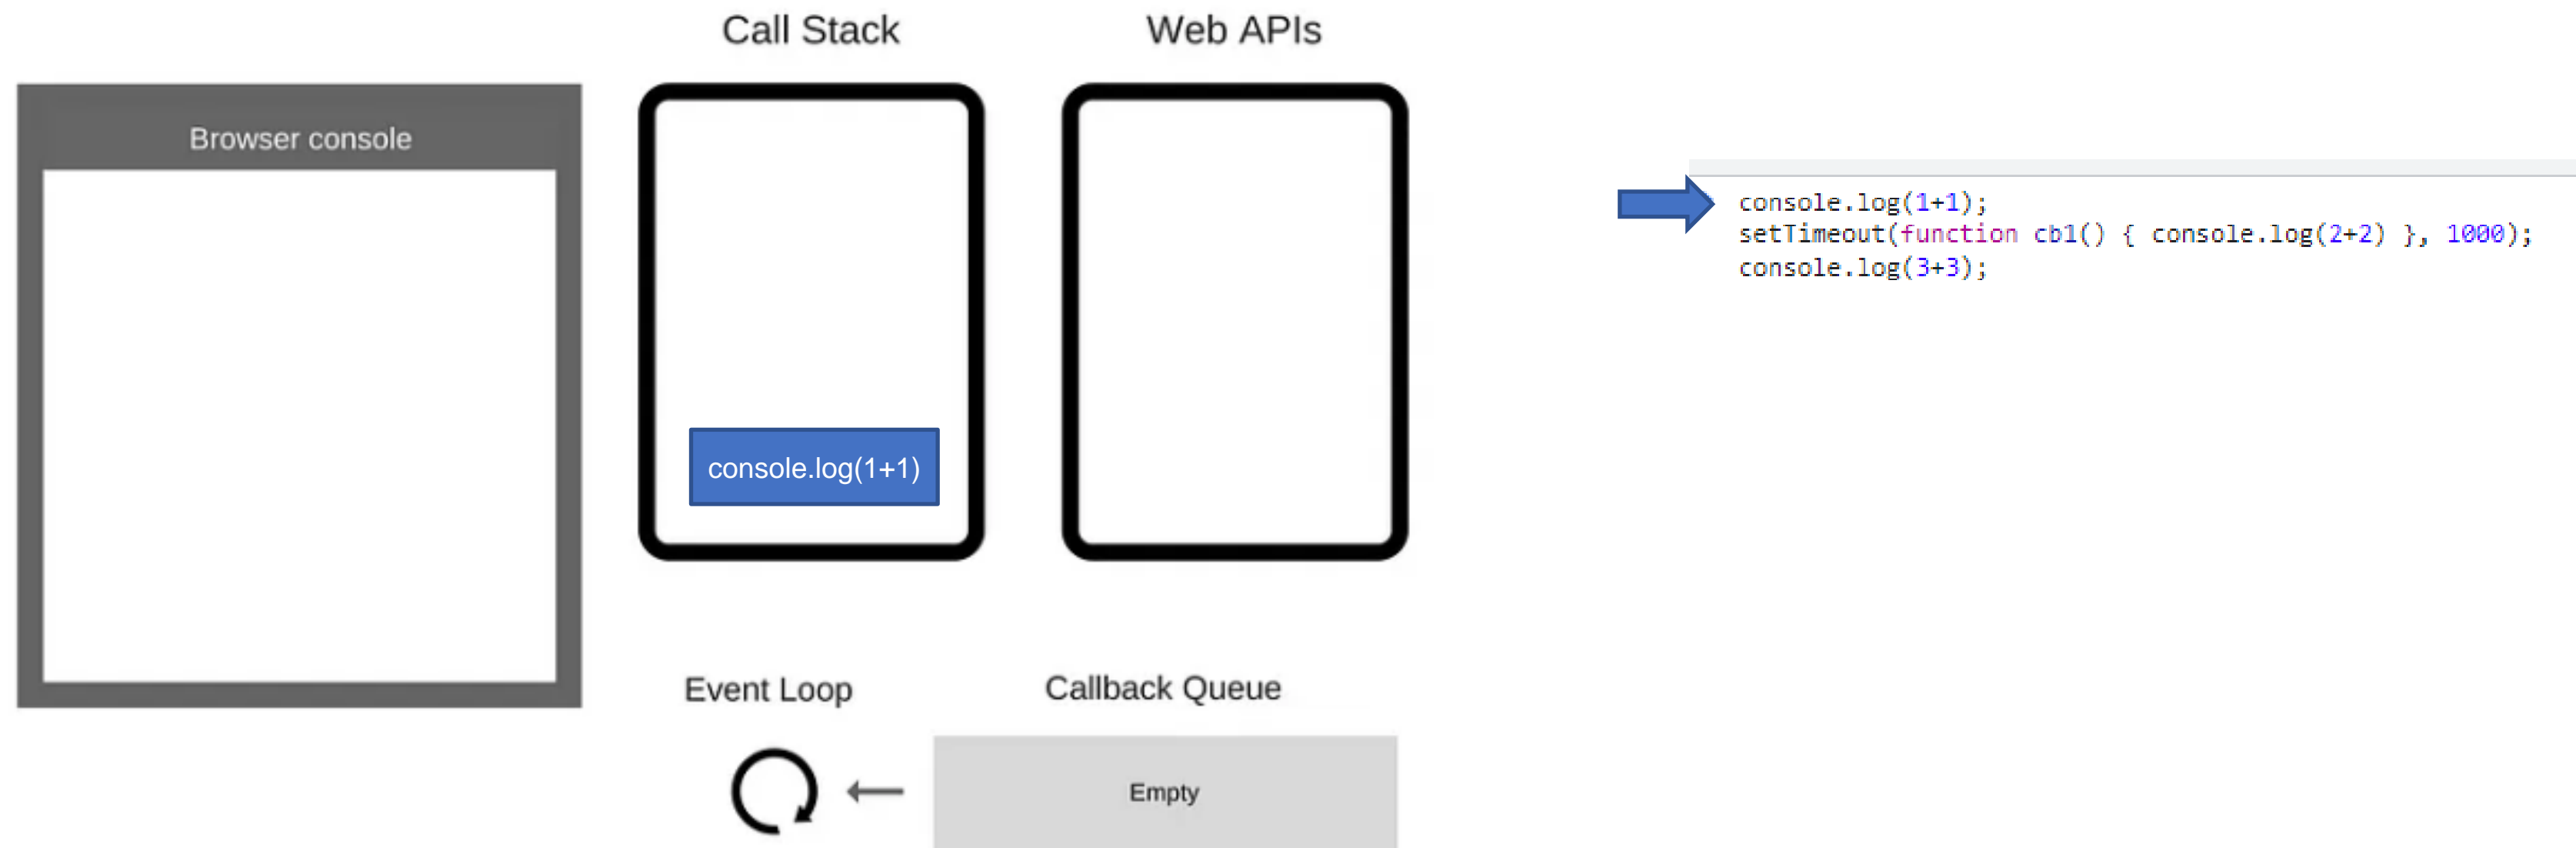 Call Stack
Web APIs
Browser console
console.log(1+1)
console.log(1+1);
setTimeout(function cb1() { console.log(2+2) }, 1000);
console.log(3+3);
Event Loop
Callback Queue
Empty